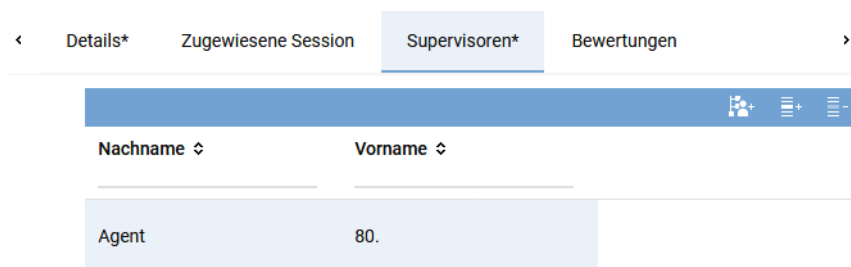 Details* Zugewiesene Session Supervisoren* Bewertungen
Nachname Vorname
Agent 80.